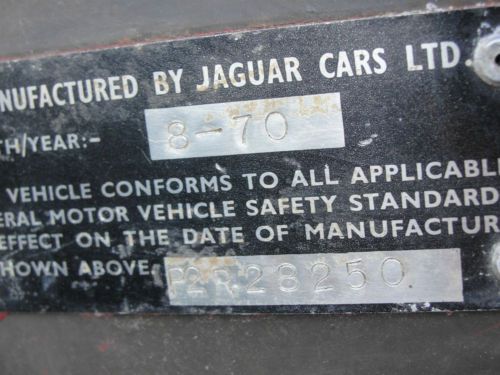 NUFACTURED BY JAGUAR CARS LTD.
TH/YEAR:- 8-70
VEHICLE CONFORMS TO ALL APPLICABLE
ERAL MOTOR VEHICLE SAFETY STANDARD
EFFECT ON THE DATE OF MANUFACTUR
SHOWN ABOVE. P2R28250